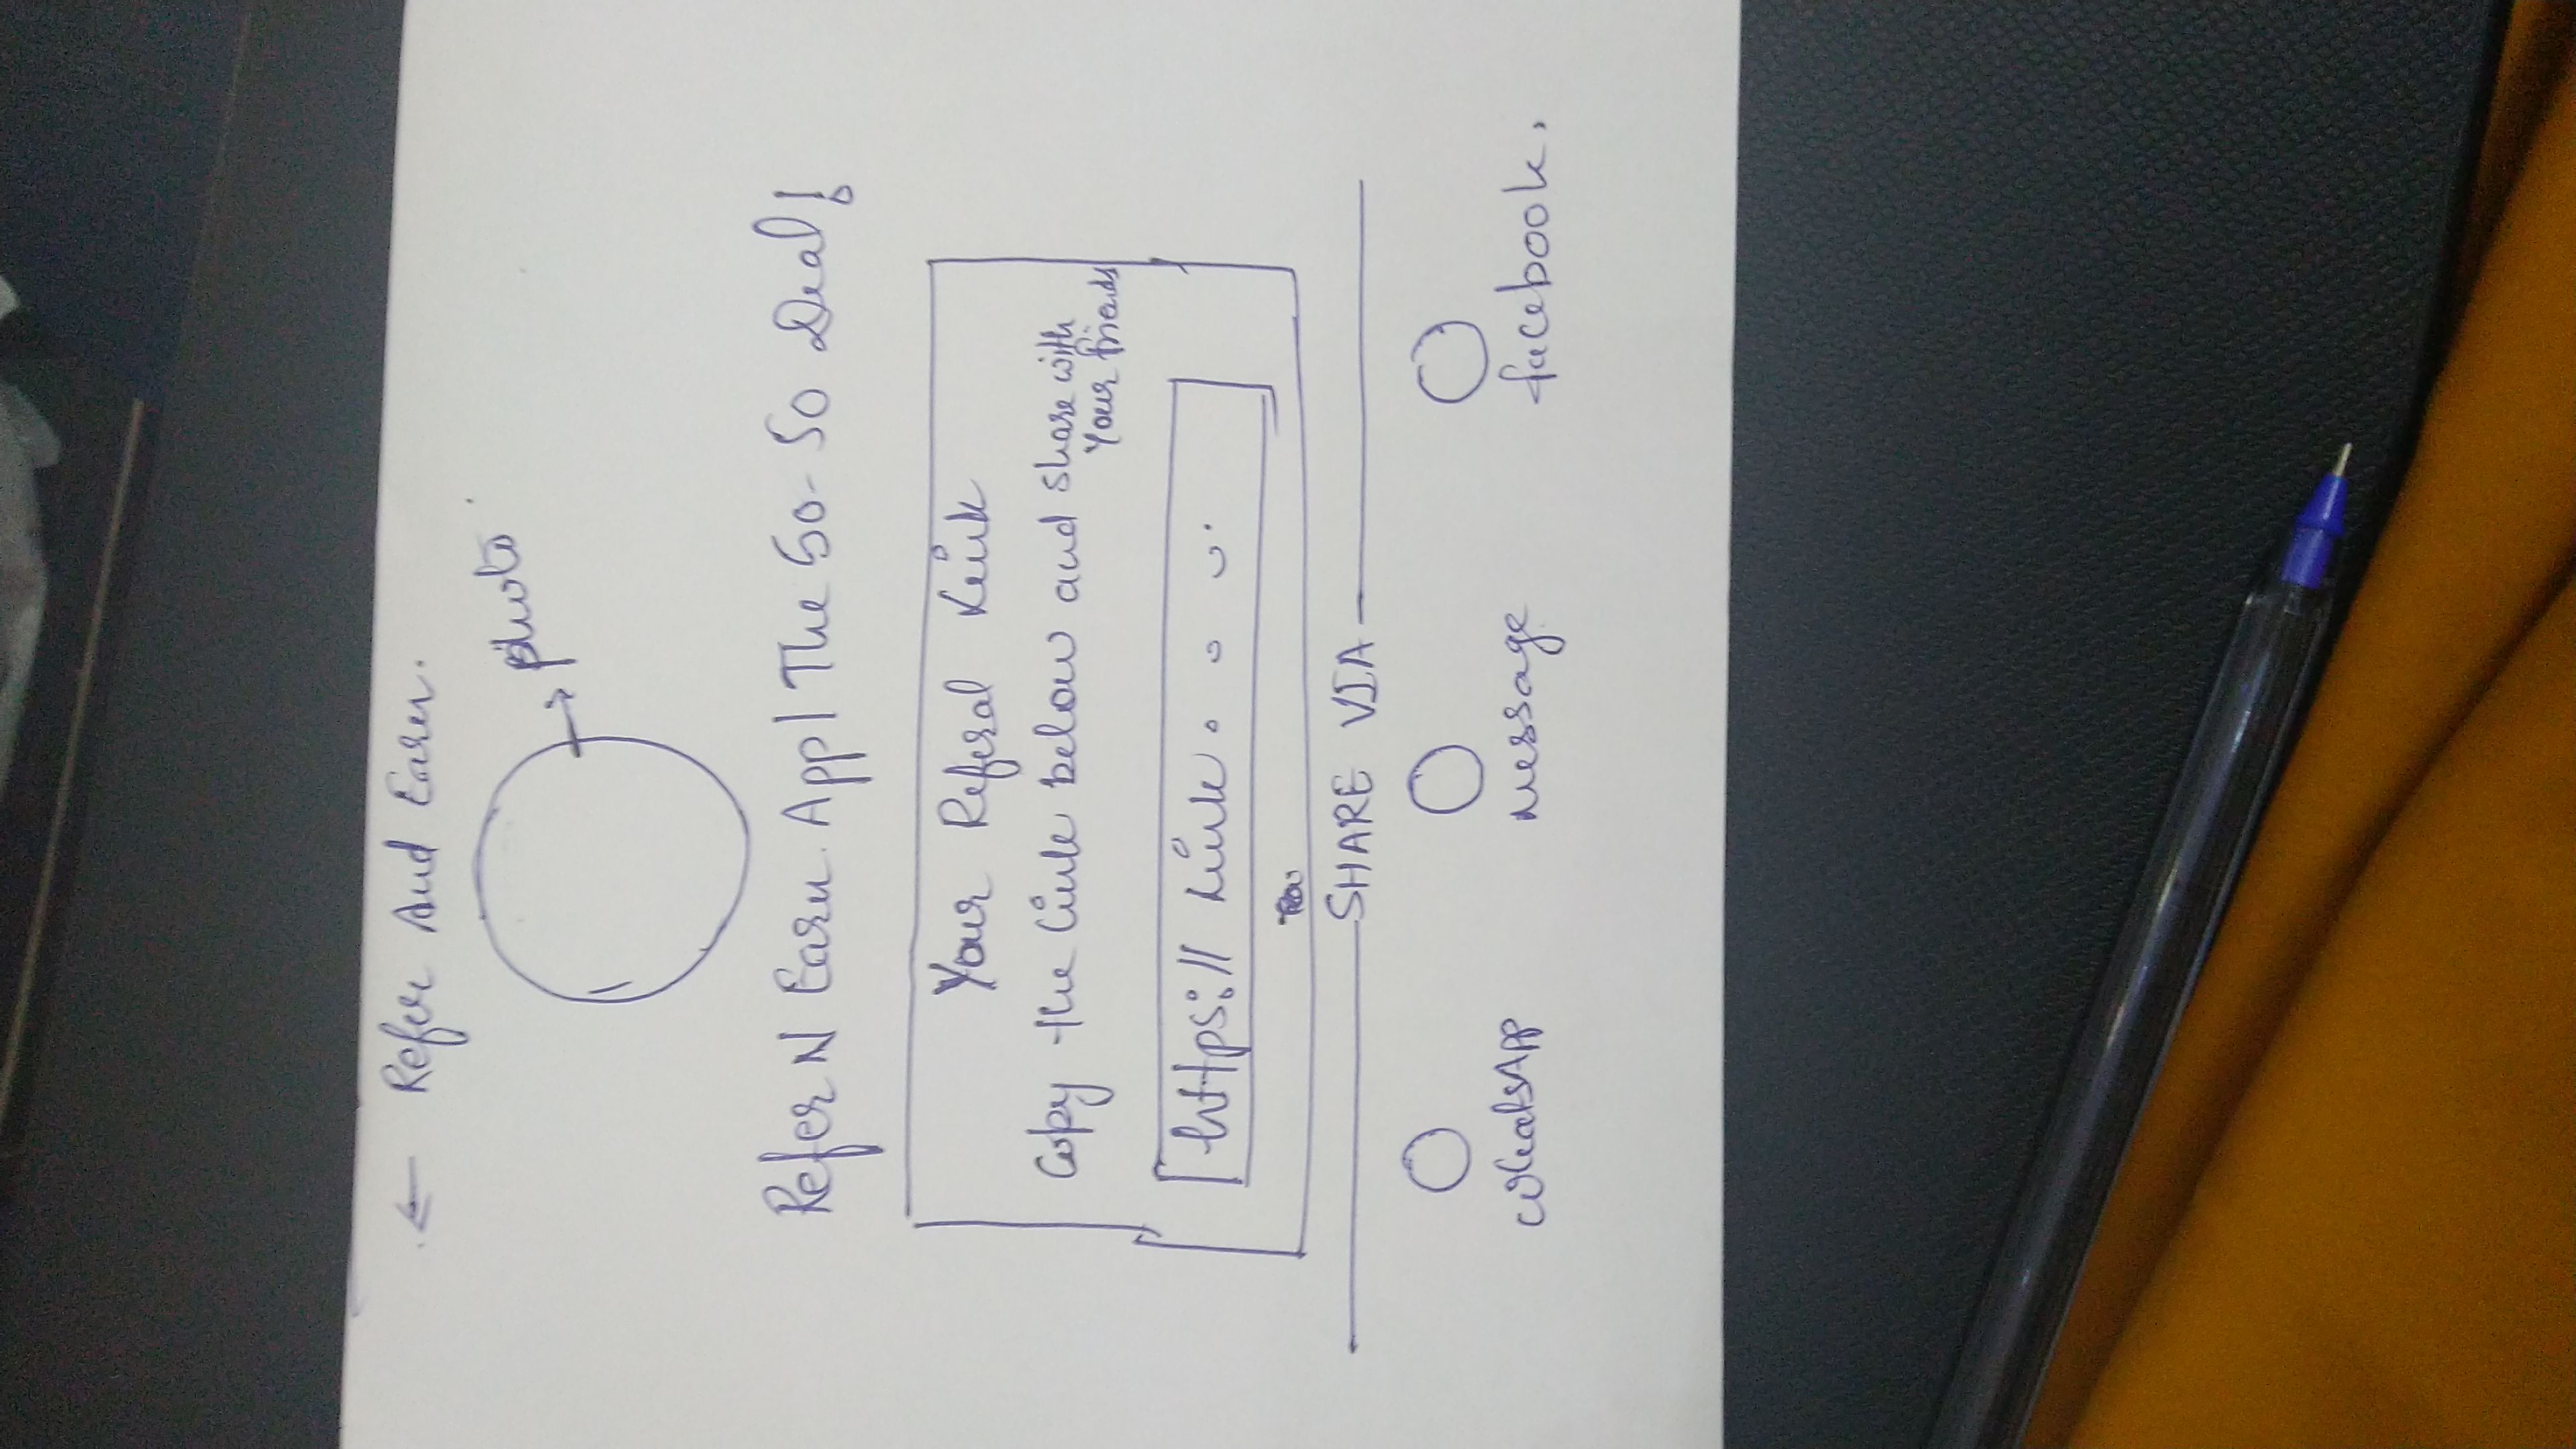 ← Refer And Earn.
photo
Refer N Earn App| The 50-50 Deal!
Your Referal Link
Copy the link below and share with
Your friends
https:// Link. . . .
SHARE VIA
WhatsApp Message facebook.